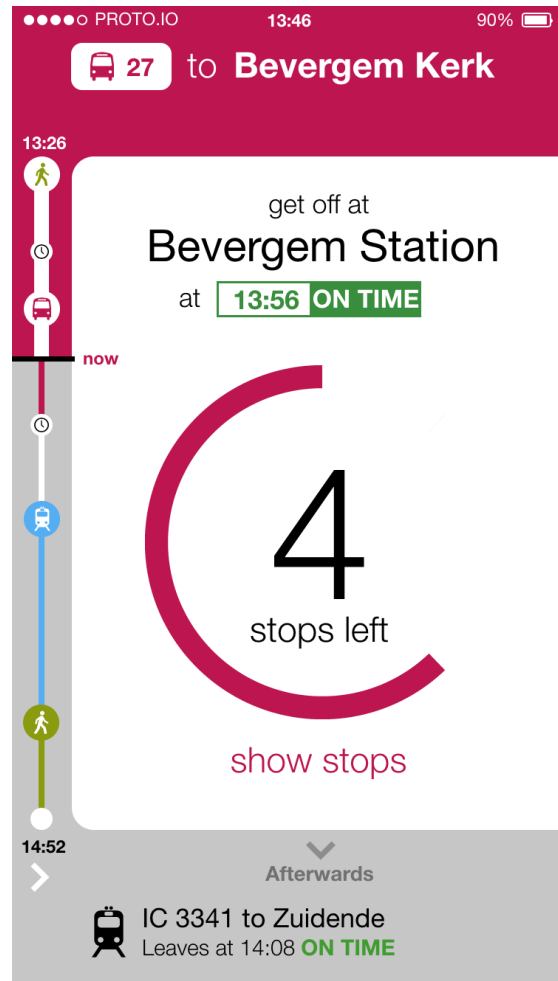 PROTO.IO 13:46 90%
27 to Bevergem Kerk
13:26
get off at
Bevergem Station
at 13:56 ON TIME
now
4
stops left
show stops
14:52
Afterwards
IC 3341 to Zuidende
Leaves at 14:08 ON TIME